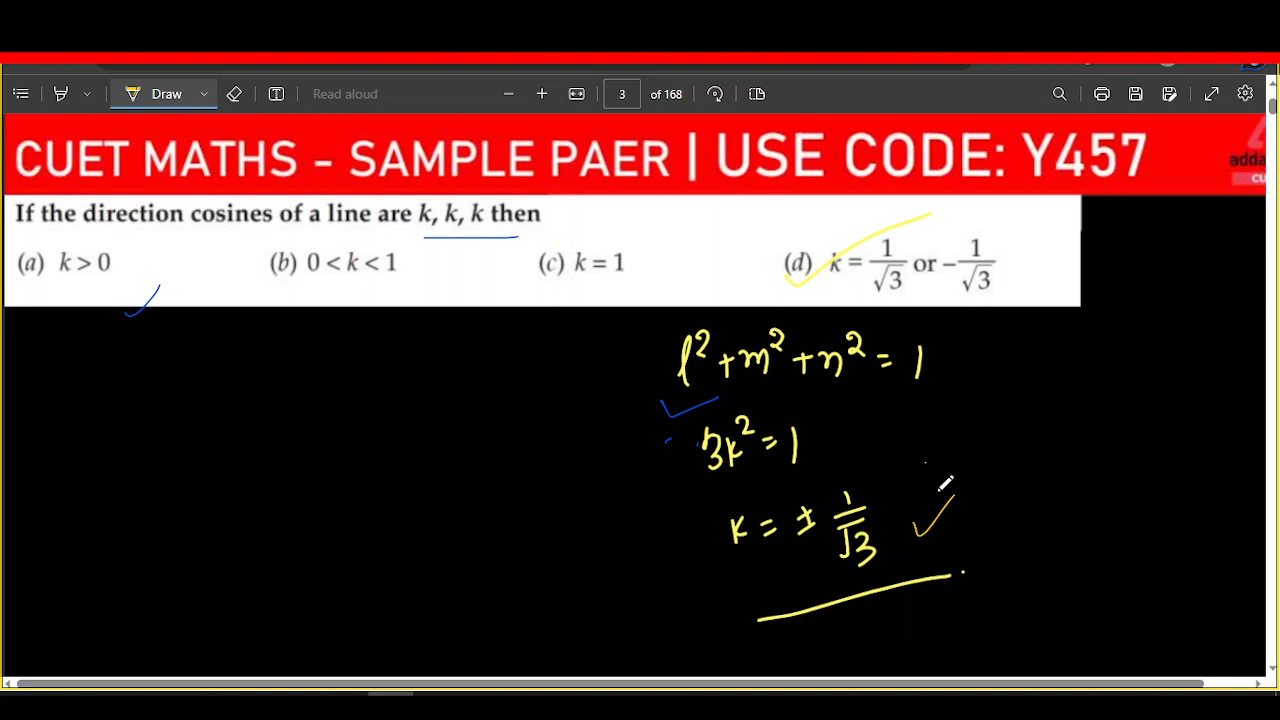 Draw
Read aloud
3 of 168
CUET MATHS - SAMPLE PAER | USE CODE: Y457
adda
CU
If the direction cosines of a line are k, k, k then
(a) k > 0 (b) 0 < k < 1 (c) k = 1 (d) k = 1/√3 or – 1/√3
l² + m² + n² = 1
3k² = 1
k = ± 1/√3